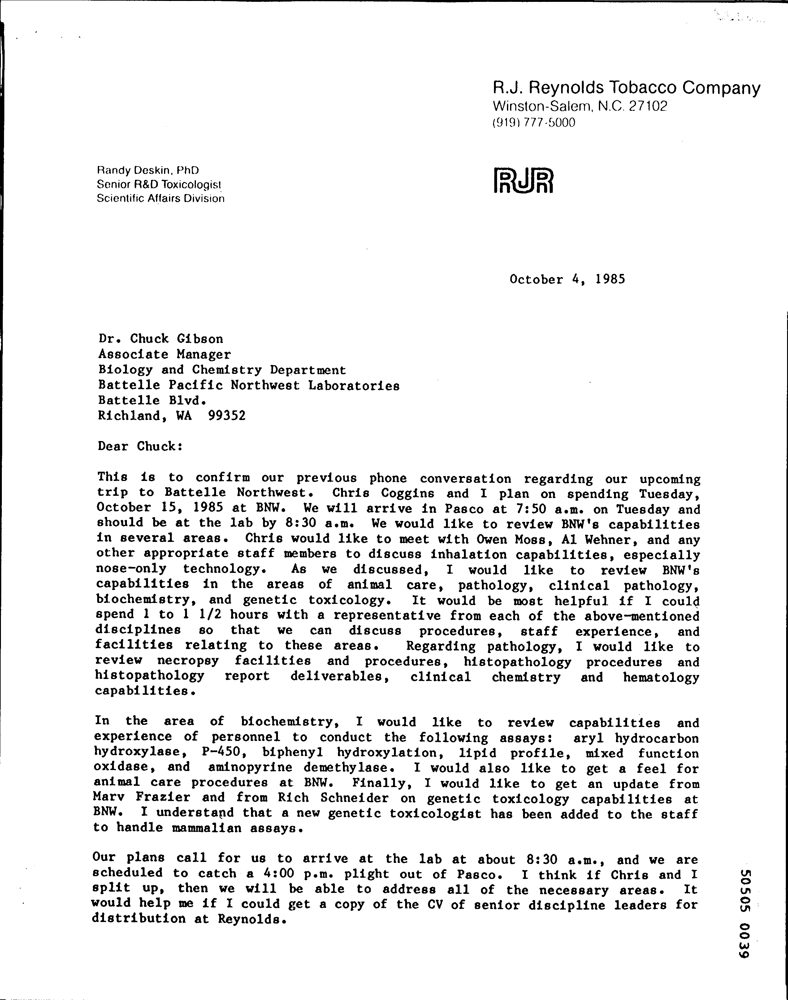 R.J. Reynolds Tobacco Company
Winston-Salem, N.C. 27102
(919) 777-5000
Randy Deskin, PhD
Senior R&D Toxicologist
Scientific Affairs Division
RJR
October 4, 1985
Dr. Chuck Gibson
Associate Manager
Biology and Chemistry Department
Battelle Pacific Northwest Laboratories
Battelle Blvd.
Richland, WA 99352
Dear Chuck:
This is to confirm our previous phone conversation regarding our upcoming
trip to Battelle Northwest. Chris Coggins and I plan on spending Tuesday,
October 15, 1985 at BNW. We will arrive in Pasco at 7:50 a.m. on Tuesday and
should be at the lab by 8:30 a.m. We would like to review BNW's capabilities
in several areas. Chris would like to meet with Owen Moss, Al Wehner, and any
other appropriate staff members to discuss inhalation capabilities, especially
nose-only technology. As we discussed, I would like to review BNW's
capabilities in the areas of animal care, pathology, clinical pathology,
biochemistry, and genetic toxicology. It would be most helpful if I could
spend 1 to 1 1/2 hours with a representative from each of the above-mentioned
disciplines so that we can discuss procedures, staff experience, and
facilities relating to these areas. Regarding pathology, I would like to
review necropsy facilities and procedures, histopathology procedures and
histopathology report deliverables, clinical chemistry and hematology
capabilities.
In the area of biochemistry, I would like to review capabilities and
experience of personnel to conduct the following assays: aryl hydrocarbon
hydroxylase, P-450, biphenyl hydroxylation, lipid profile, mixed function
oxidase, and aminopyrine demethylase. I would also like to get a feel for
animal care procedures at BNW. Finally, I would like to get an update from
Marv Frazier and from Rich Schneider on genetic toxicology capabilities at
BNW. I understand that a new genetic toxicologist has been added to the staff
to handle mammalian assays.
Our plans call for us to arrive at the lab at about 8:30 a.m., and we are
scheduled to catch a 4:00 p.m. plight out of Pasco. I think if Chris and I
split up, then we will be able to address all of the necessary areas. It
would help me if I could get a copy of the CV of senior discipline leaders for
distribution at Reynolds.
50505 0039